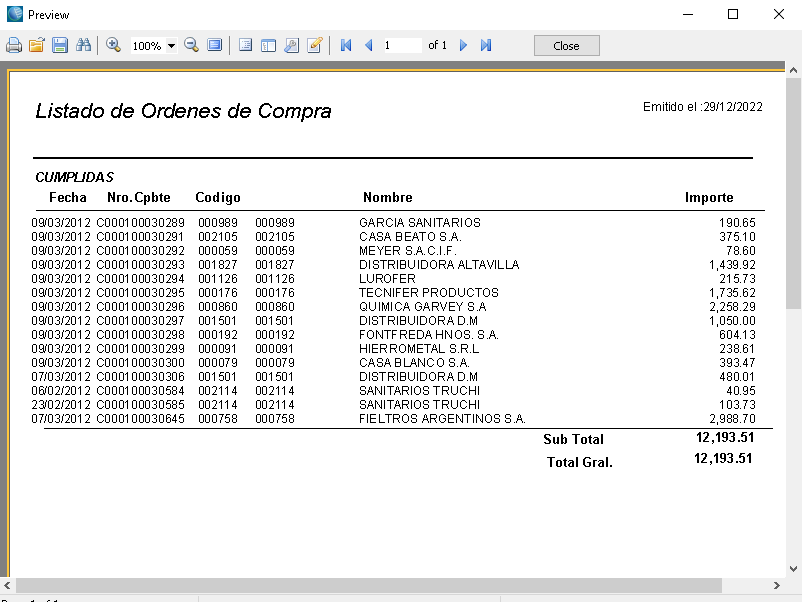 Preview
100% of 1 Close
Listado de Ordenes de Compra
Emitido el :29/12/2022
CUMPLIDAS
Fecha Nro.Cpbte Codigo Nombre Importe
09/03/2012 C000100030289 000989 000989 GARCIA SANITARIOS 190.65
09/03/2012 C000100030291 002105 002105 CASA BEATO S.A. 375.10
09/03/2012 C000100030292 000059 000059 MEYER S.A.C.I.F. 78.60
09/03/2012 C000100030293 001827 001827 DISTRIBUIDORA ALTAVILLA 1,439.92
09/03/2012 C000100030294 001126 001126 LUROFER 215.73
09/03/2012 C000100030295 000176 000176 TECNIFER PRODUCTOS 1,735.62
09/03/2012 C000100030296 000860 000860 QUIMICA GARVEY S.A 2,258.29
09/03/2012 C000100030297 001501 001501 DISTRIBUIDORA D.M 1,050.00
09/03/2012 C000100030298 000192 000192 FONTFREDA HNOS. S.A. 604.13
09/03/2012 C000100030299 000091 000091 HIERROMETAL S.R.L 238.61
09/03/2012 C000100030300 000079 000079 CASA BLANCO S.A. 393.47
07/03/2012 C000100030306 001501 001501 DISTRIBUIDORA D.M 480.01
06/02/2012 C000100030584 002114 002114 SANITARIOS TRUCHI 40.95
23/02/2012 C000100030585 002114 002114 SANITARIOS TRUCHI 103.73
07/03/2012 C000100030645 000758 000758 FIELTROS ARGENTINOS S.A. 2,988.70
Sub Total 12,193.51
Total Gral. 12,193.51